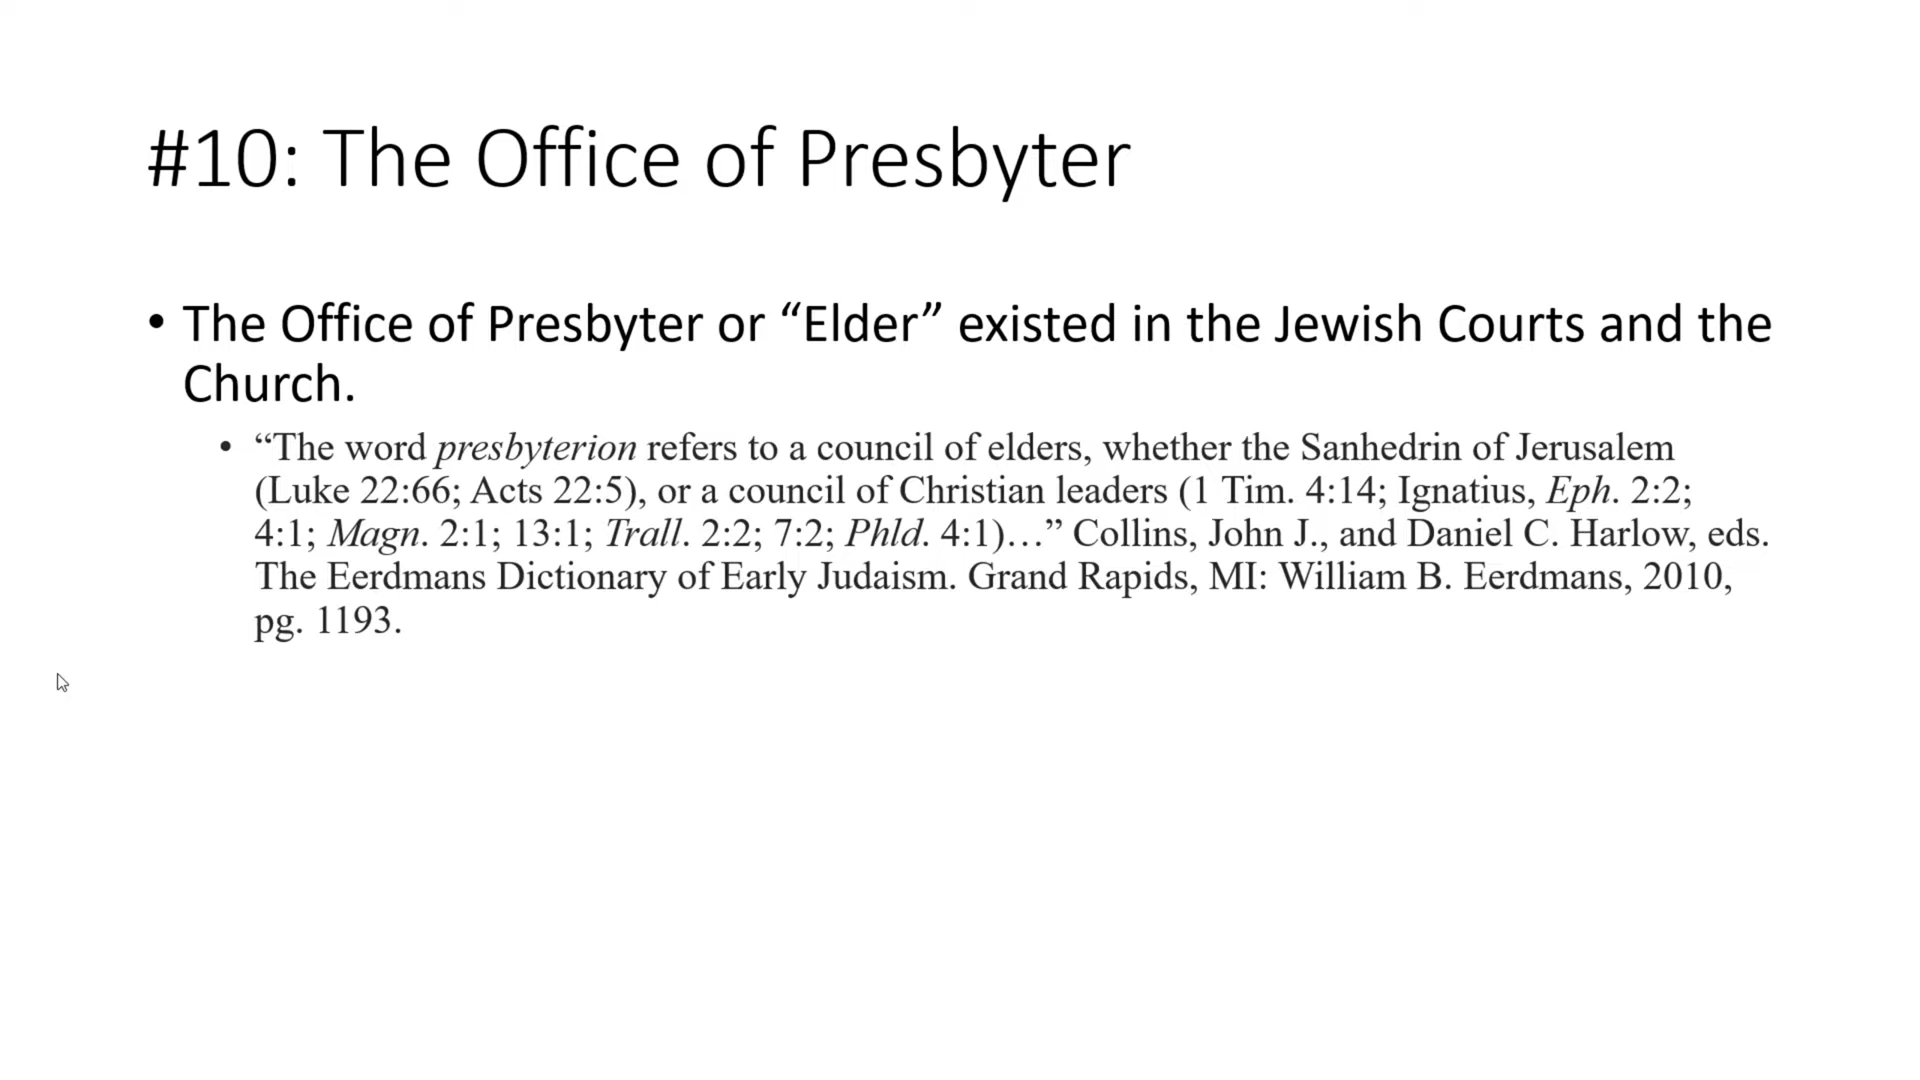 #10: The Office of Presbyter
• The Office of Presbyter or “Elder” existed in the Jewish Courts and the
Church.
• “The word presbyterion refers to a council of elders, whether the Sanhedrin of Jerusalem
(Luke 22:66; Acts 22:5), or a council of Christian leaders (1 Tim. 4:14; Ignatius, Eph. 2:2;
4:1; Magn. 2:1; 13:1; Trall. 2:2; 7:2; Phld. 4:1)…” Collins, John J., and Daniel C. Harlow, eds.
The Eerdmans Dictionary of Early Judaism. Grand Rapids, MI: William B. Eerdmans, 2010,
pg. 1193.